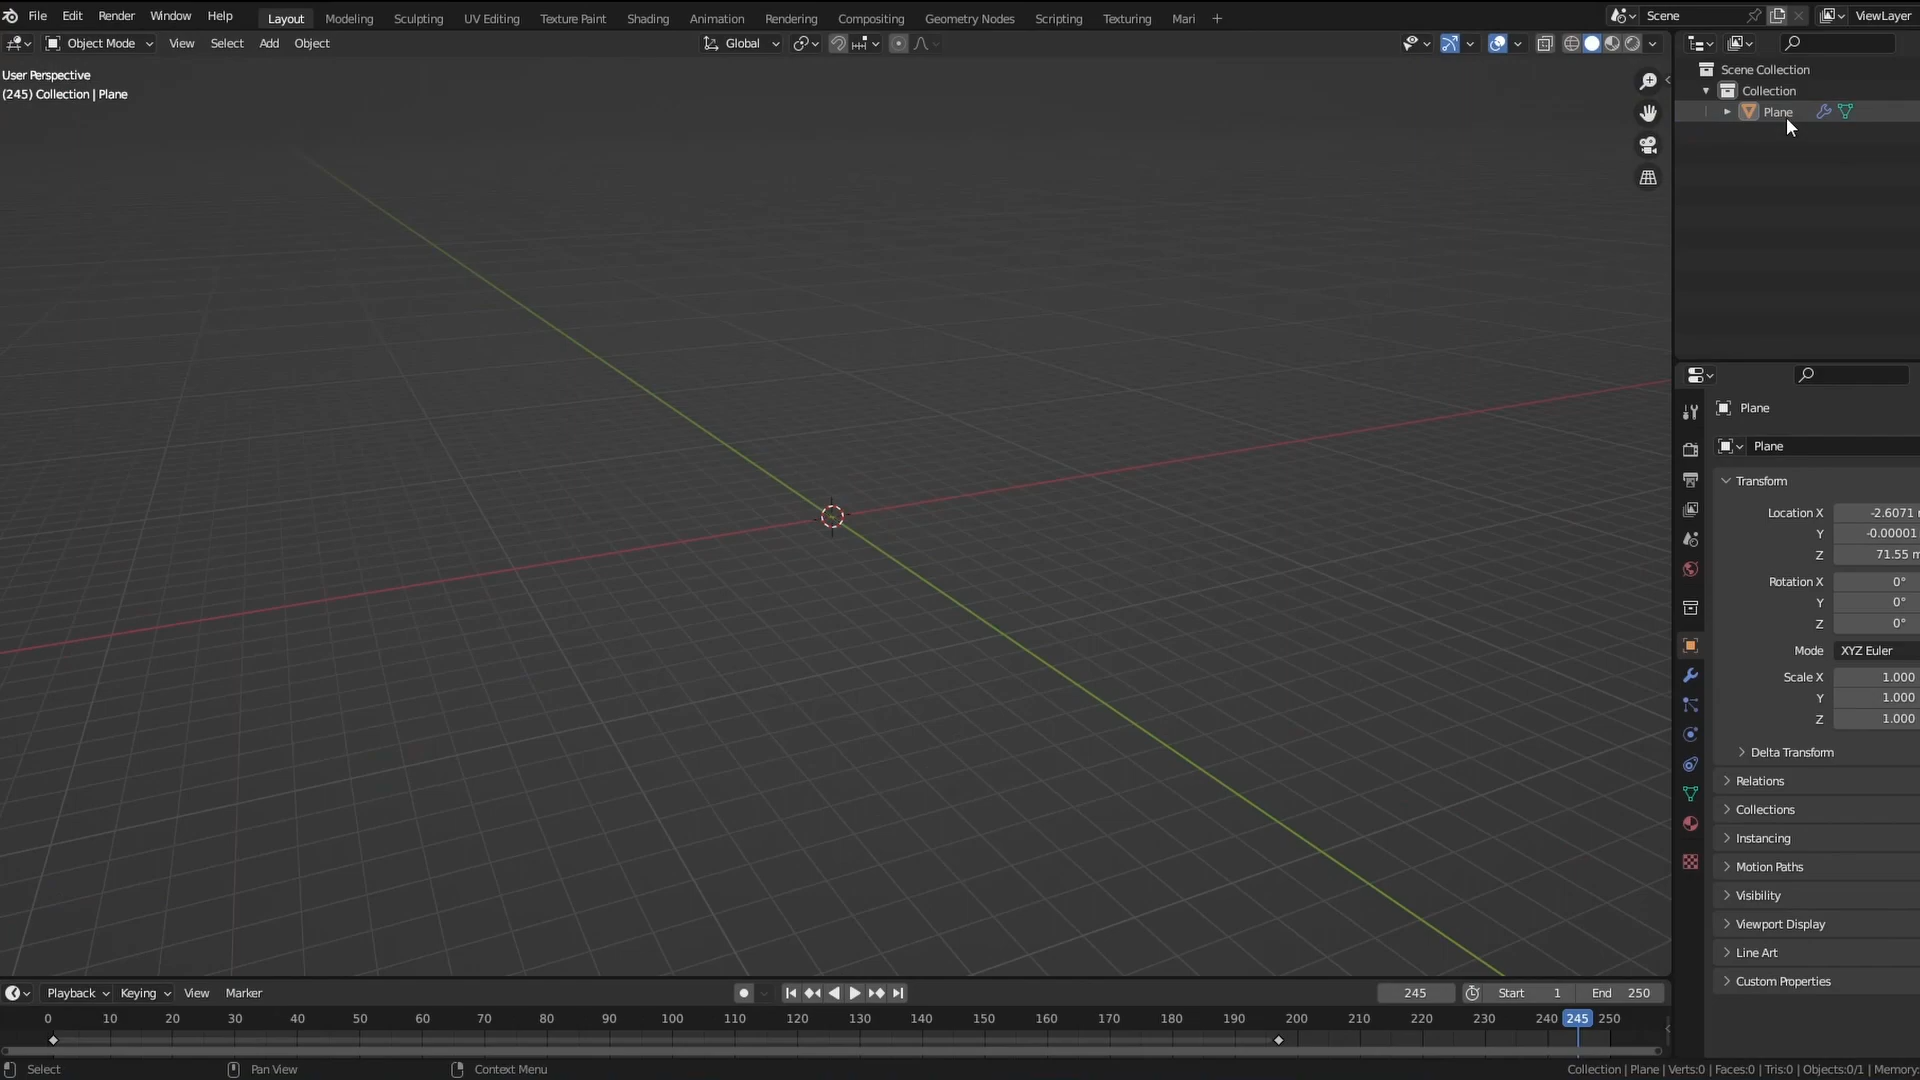 File Edit Render Window Help Layout Modeling Sculpting UV Editing Texture Paint Shading Animation Rendering Compositing Geometry Nodes Scripting Texturing Mari + Scene ViewLayer
Object Mode View Select Add Object Global
User Perspective
(245) Collection | Plane
Scene Collection
Collection
Plane
Plane
Plane
Transform
Location X -2.6071
Y -0.00001
Z 71.55 m
Rotation X 0°
Y 0°
Z 0°
Mode XYZ Euler
Scale X 1.000
Y 1.000
Z 1.000
Delta Transform
Relations
Collections
Instancing
Motion Paths
Visibility
Viewport Display
Line Art
Custom Properties
Playback Keying View Marker 245 Start 1 End 250
0 10 20 30 40 50 60 70 80 90 100 110 120 130 140 150 160 170 180 190 200 210 220 230 240 245 250
Select Pan View Context Menu Collection | Plane | Verts:0 | Faces:0 | Tris:0 | Objects:0/1 | Memory: